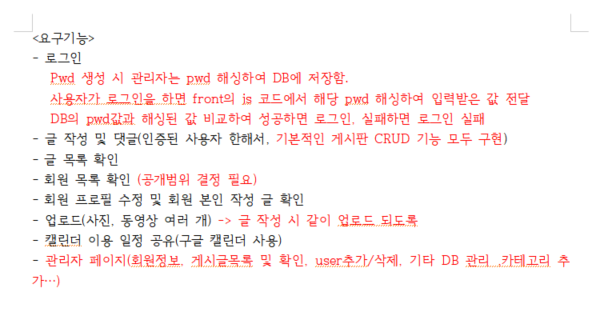 <요구기능>
- 로그인
Pwd 생성 시 관리자는 pwd 해싱하여 DB에 저장함.
사용자가 로그인을 하면 front의 js 코드에서 해당 pwd 해싱하여 입력받은 값 전달
DB의 pwd값과 해싱된 값 비교하여 성공하면 로그인, 실패하면 로그인 실패
- 글 작성 및 댓글(인증된 사용자 한해서, 기본적인 게시판 CRUD 기능 모두 구현)
- 글 목록 확인
- 회원 목록 확인 (공개범위 결정 필요)
- 회원 프로필 수정 및 회원 본인 작성 글 확인
- 업로드(사진, 동영상 여러 개) -> 글 작성 시 같이 업로드 되도록
- 캘린더 이용 일정 공유(구글 캘린더 사용)
- 관리자 페이지(회원정보, 게시글목록 및 확인, user추가/삭제, 기타 DB 관리 ,카테고리 추
가…)